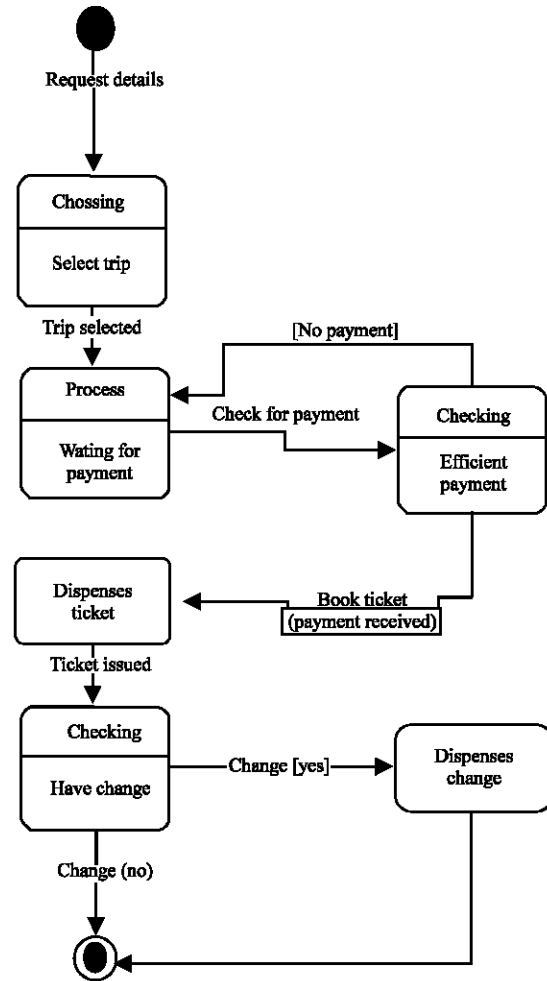 Request details
Chossing
Select trip
Trip selected
[No payment]
Process
Wating for
payment
Check for payment
Checking
Efficient
payment
Dispenses
ticket
Book ticket
(payment received)
Ticket issued
Checking
Have change
Change [yes]
Dispenses
change
Change (no)